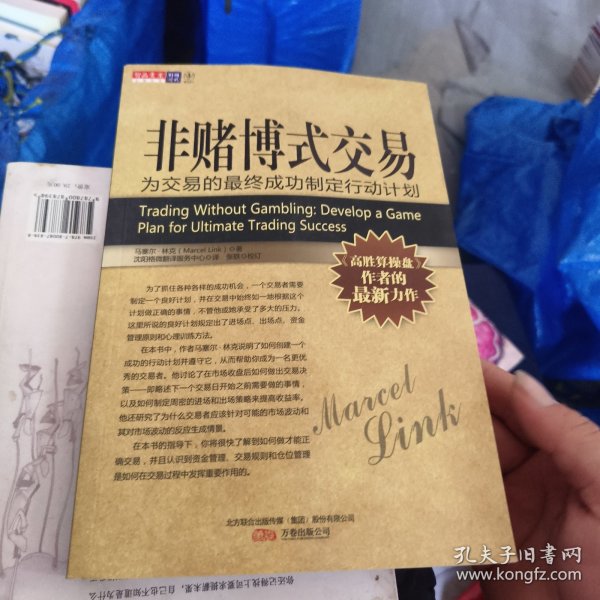 非赌博式交易
为交易的最终成功制定行动计划
Trading Without Gambling: Develop a Game
Plan for Ultimate Trading Success
马塞尔·林克（Marcel Link）著
沈阳格微翻译服务中心 译 张轶 校订
《高胜算操盘》
作者的
最新力作
为了抓住各种各样的成功机会，一个交易者需要
制定一个良好计划，并在交易中始终如一地根据这个
计划做正确的事情，不管他或她承受了多大的压力。
这里所说的良好计划规定出了进场点、出场点、资金
管理原则和心理训练方法。
在本书中，作者马塞尔·林克说明了如何创建一个
成功的行动计划并遵守它，从而帮助你成为一名更优
秀的交易者。他讨论了在市场收盘后如何做出交易决
策——即略述下一个交易日开始之前需要做的事情，
以及如何制定周密的进场和出场策略来提高收益率。
他还研究了为什么交易者应该针对可能的市场波动和
其对市场波动的反应生成情景。
在本书的指导下，你将很快了解到如何做才能正
确交易，并且认识到资金管理、交易规则和仓位管理
是如何在交易过程中发挥重要作用的。
Marcel
Link
北方联合出版传媒（集团）股份有限公司
万卷出版公司
孔夫子旧书网
www.kongfz.com